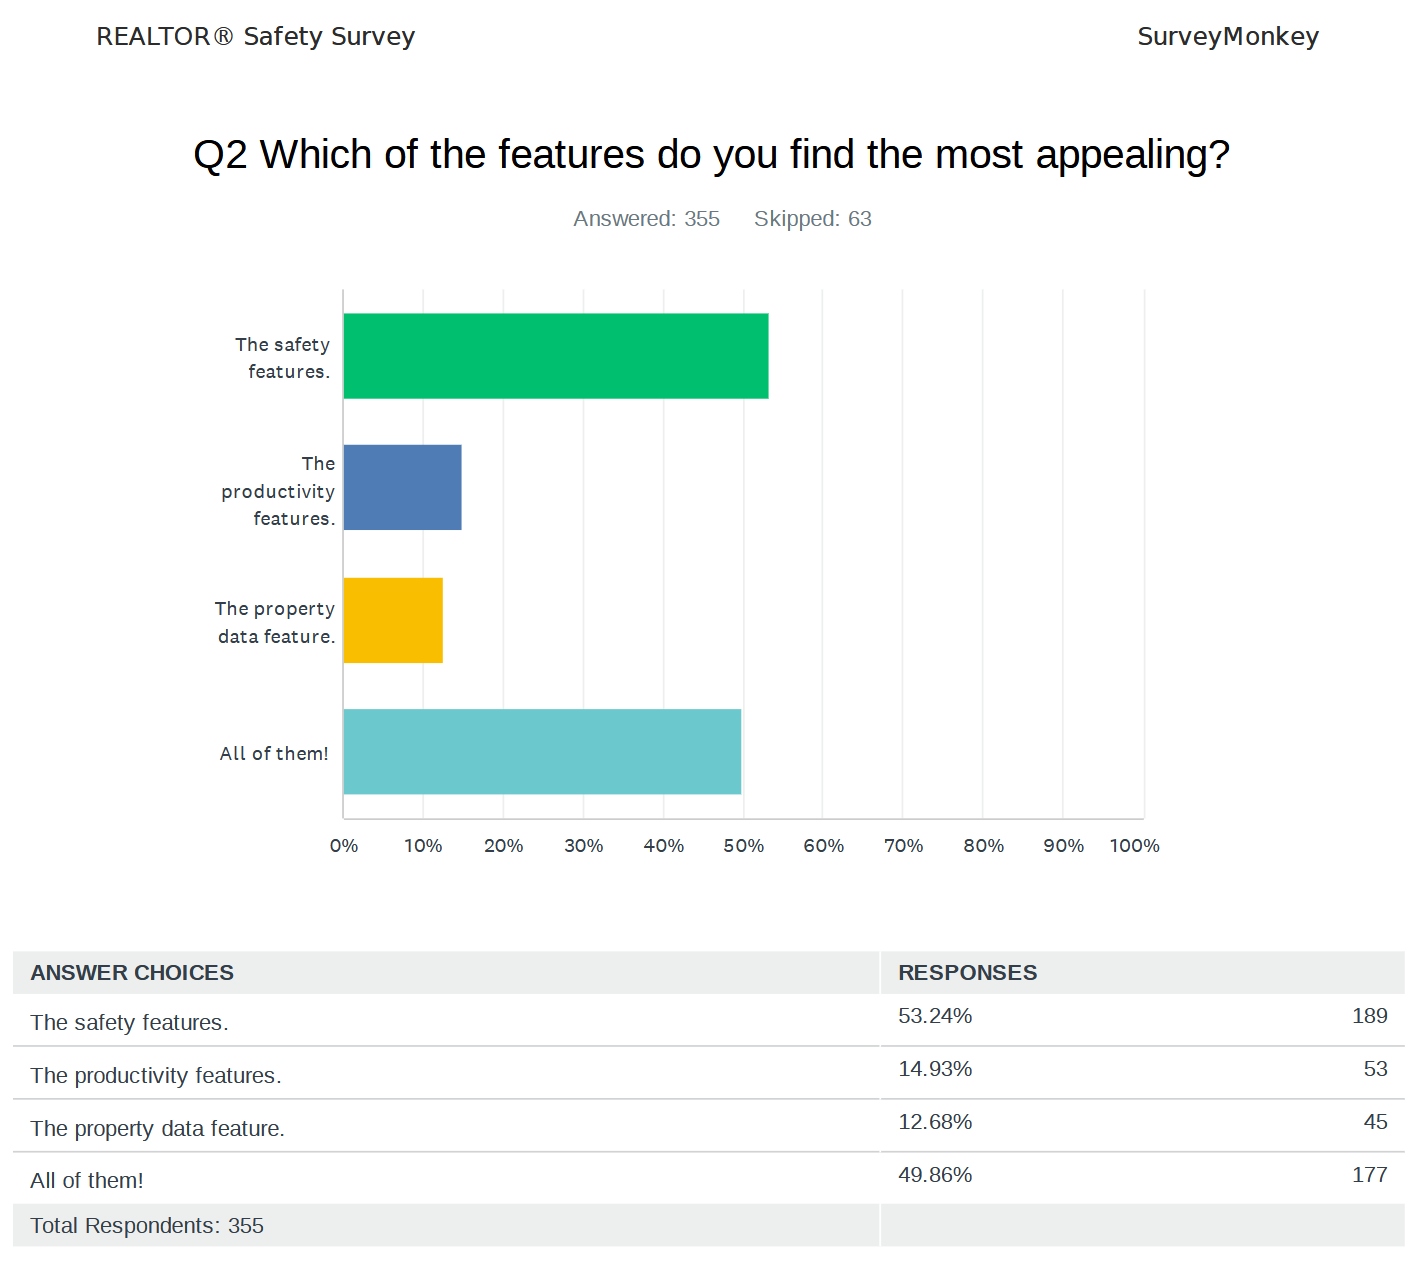 REALTOR® Safety Survey
SurveyMonkey
Q2 Which of the features do you find the most appealing?
Answered: 355 Skipped: 63
The safety
features.
The
productivity
features.
The property
data feature.
All of them!
0% 10% 20% 30% 40% 50% 60% 70% 80% 90% 100%
ANSWER CHOICES RESPONSES
The safety features. 53.24% 189
The productivity features. 14.93% 53
The property data feature. 12.68% 45
All of them! 49.86% 177
Total Respondents: 355